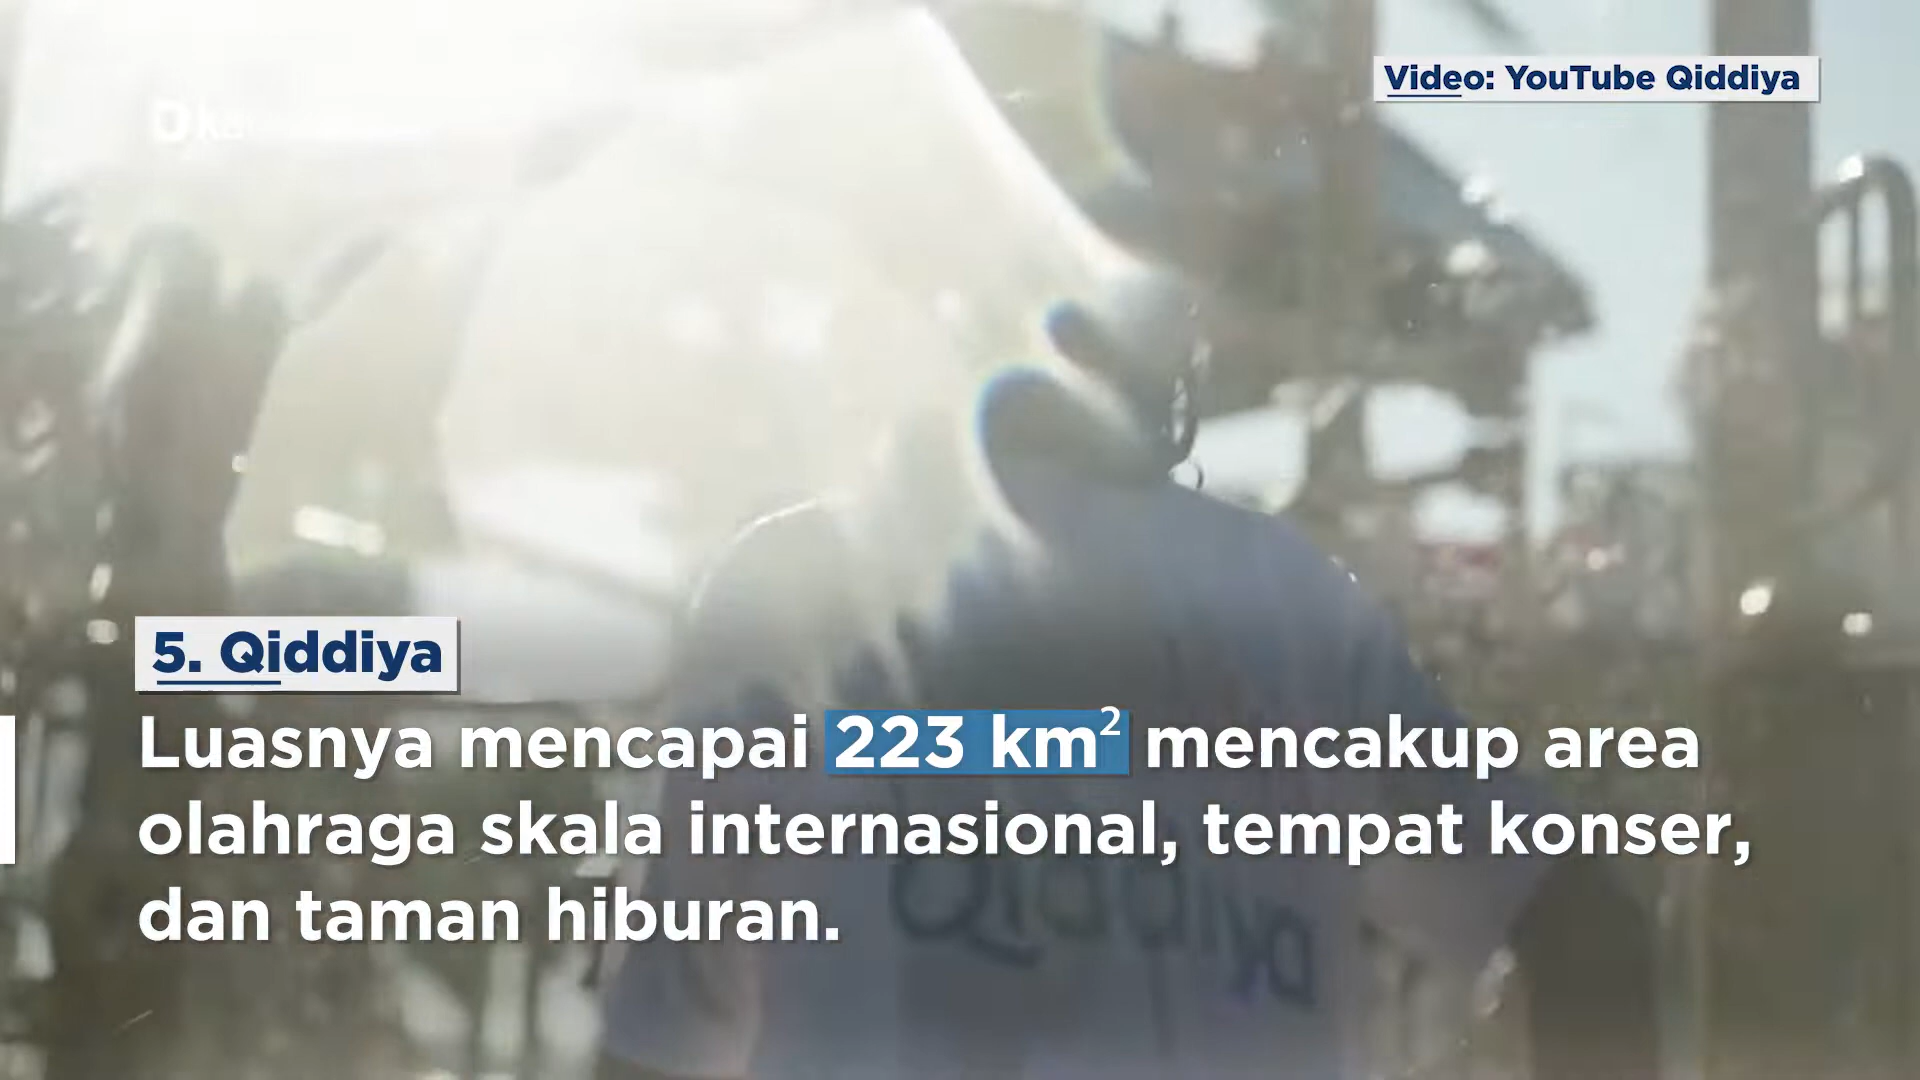 Video: YouTube Qiddiya
5. Qiddiya
Luasnya mencapai 223 km² mencakup area
olahraga skala internasional, tempat konser,
dan taman hiburan.
Qiddiya